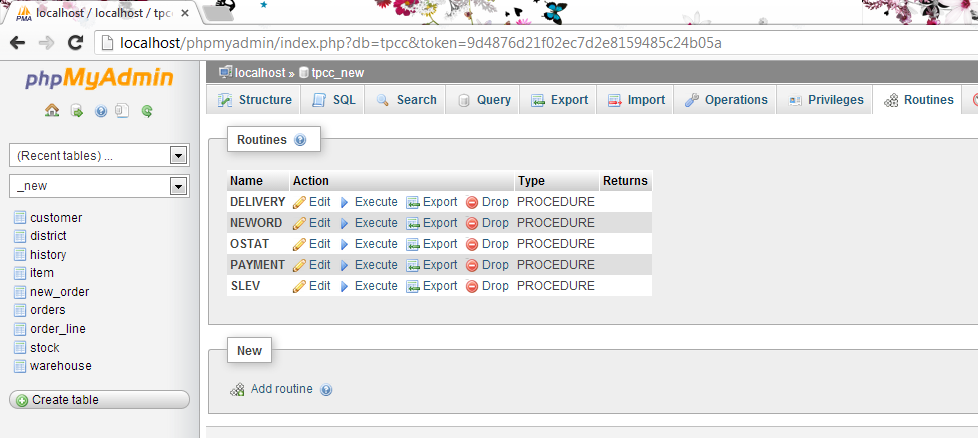 localhost / localhost / tpc
localhost/phpmyadmin/index.php?db=tpcc&token=9d4876d21f02ec7d2e8159485c24b05a
phpMyAdmin
localhost » tpcc_new
Structure SQL Search Query Export Import Operations Privileges Routines
(Recent tables) ...
_new
customer
district
history
item
new_order
orders
order_line
stock
warehouse
Create table
Routines
Name Action Type Returns
DELIVERY Edit Execute Export Drop PROCEDURE
NEWORD Edit Execute Export Drop PROCEDURE
OSTAT Edit Execute Export Drop PROCEDURE
PAYMENT Edit Execute Export Drop PROCEDURE
SLEV Edit Execute Export Drop PROCEDURE
New
Add routine